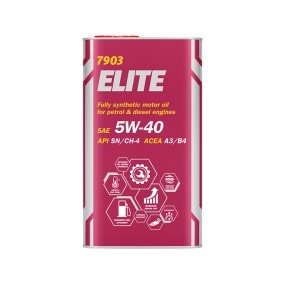 7903
ELITE
Fully synthetic motor oil
for petrol & diesel engines
SAE 5W-40
API SN/CH-4 ACEA A3/B4